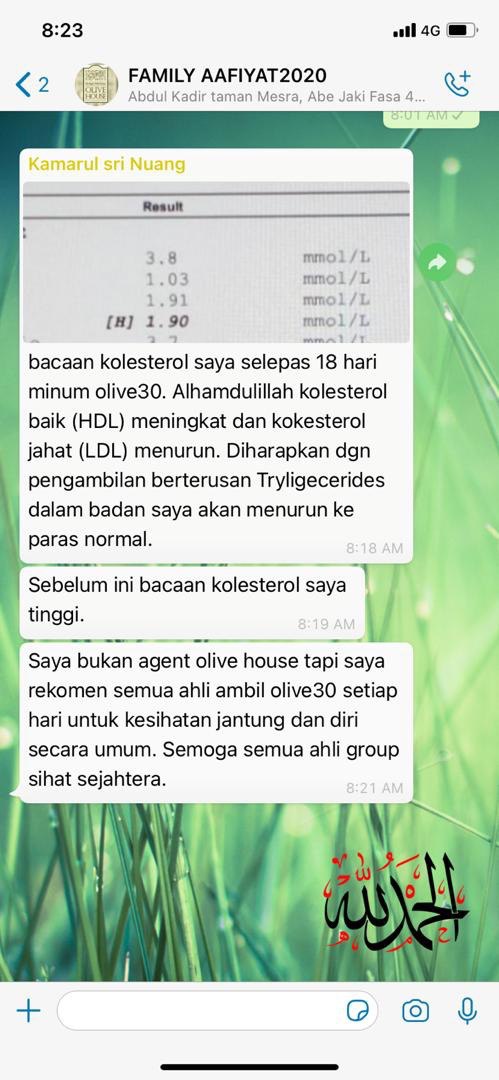 8:23
4G
2
FAMILY AAFIYAT2020
Abdul Kadir taman Mesra, Abe Jaki Fasa 4...
8:01 AM
Kamarul sri Nuang
Result
3.8 mmol/L
1.03 mmol/L
1.91 mmol/L
[H] 1.90 mmol/L
bacaan kolesterol saya selepas 18 hari
minum olive30. Alhamdulillah kolesterol
baik (HDL) meningkat dan kokesterol
jahat (LDL) menurun. Diharapkan dgn
pengambilan berterusan Tryligecerides
dalam badan saya akan menurun ke
paras normal.
8:18 AM
Sebelum ini bacaan kolesterol saya
tinggi.
8:19 AM
Saya bukan agent olive house tapi saya
rekomen semua ahli ambil olive30 setiap
hari untuk kesihatan jantung dan diri
secara umum. Semoga semua ahli group
sihat sejahtera.
8:21 AM
الحمد لله